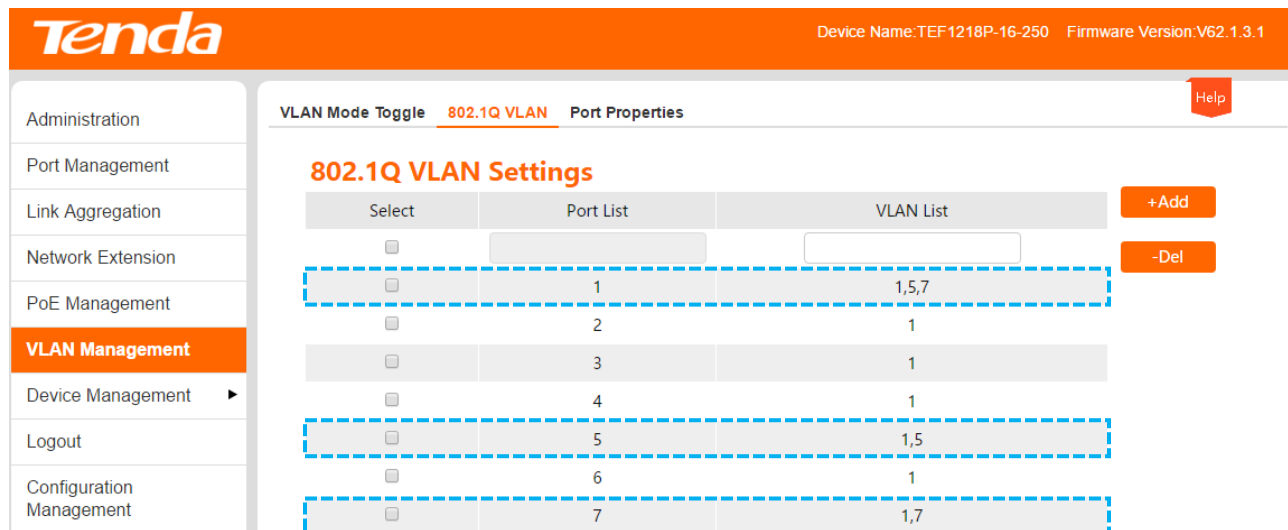 Tenda
Device Name:TEF1218P-16-250 Firmware Version:V62.1.3.1
Help
Administration
Port Management
Link Aggregation
Network Extension
PoE Management
VLAN Management
Device Management
Logout
Configuration
Management
VLAN Mode Toggle 802.1Q VLAN Port Properties
802.1Q VLAN Settings
Select Port List VLAN List
+Add
-Del
1 1,5,7
2 1
3 1
4 1
5 1,5
6 1
7 1,7